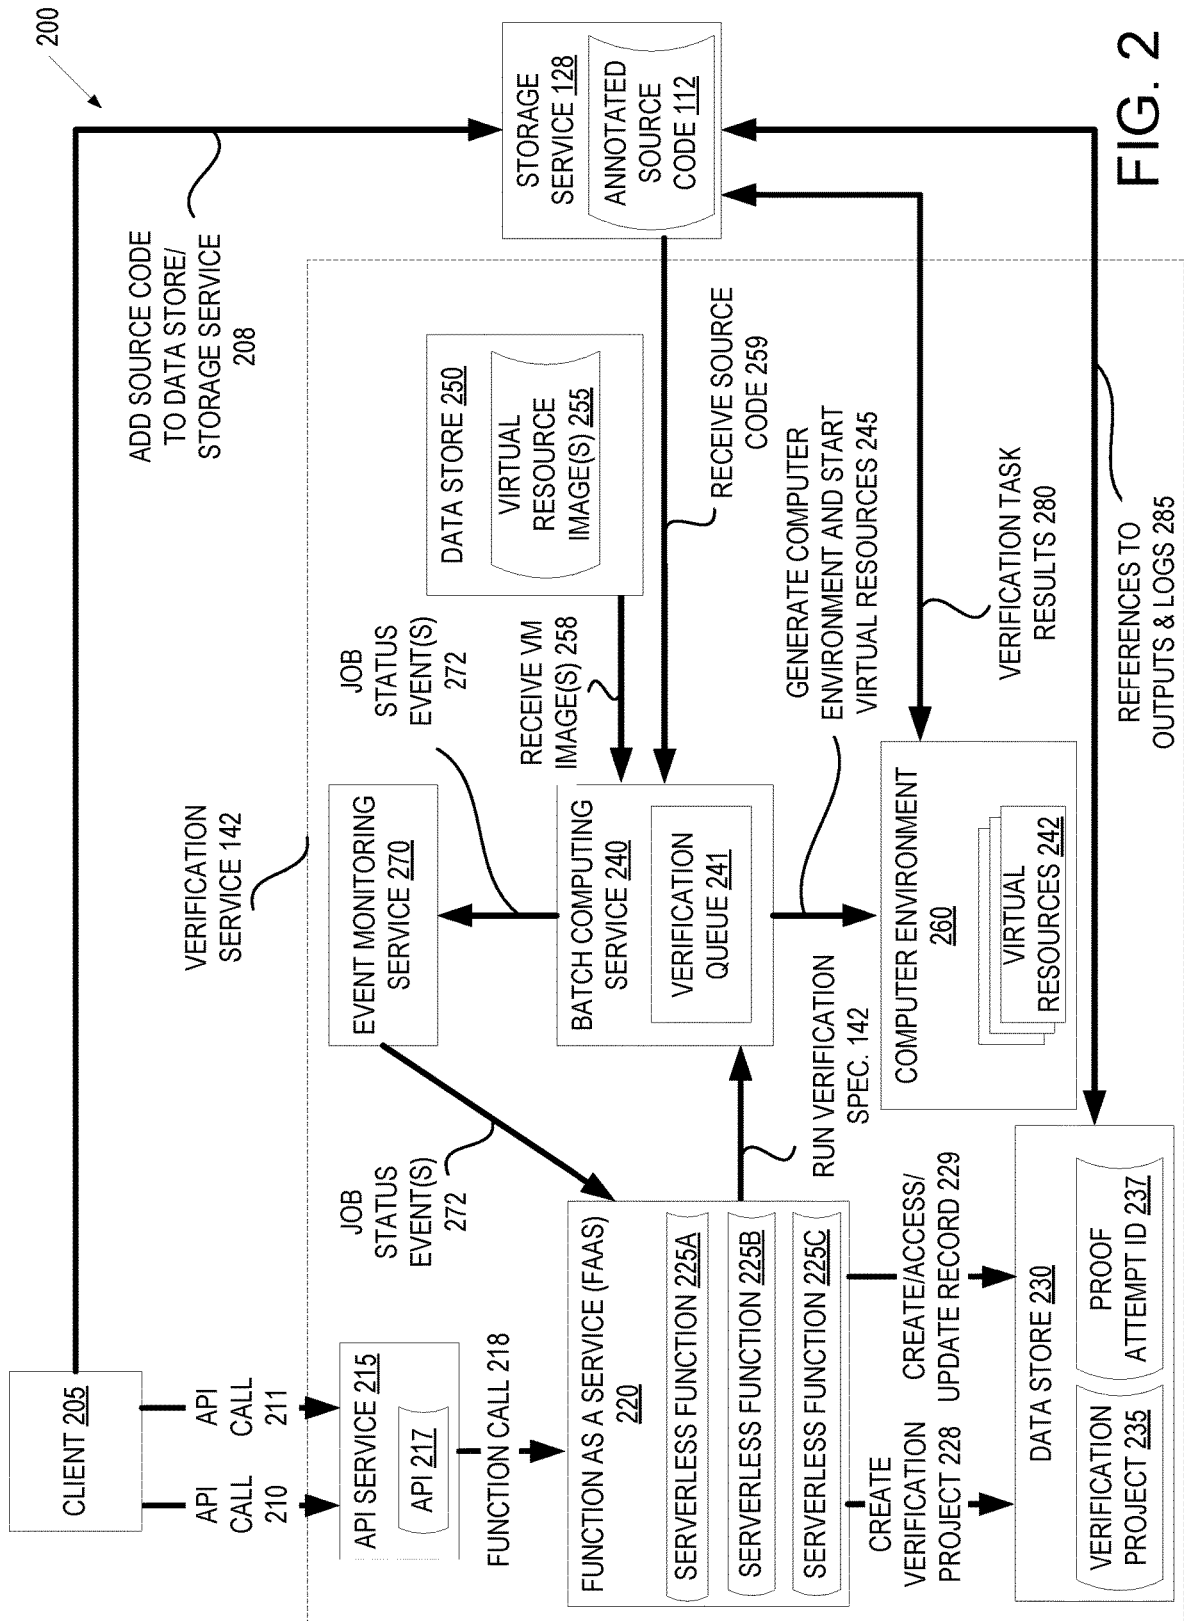 200
ADD SOURCE CODE
TO DATA STORE/
STORAGE SERVICE
208
CLIENT 205
API
CALL
211
API
CALL
210
VERIFICATION
SERVICE 142
STORAGE
SERVICE 128
ANNOTATED
SOURCE
CODE 112
API SERVICE 215
API 217
FUNCTION CALL 218
JOB
STATUS
EVENT(S)
272
EVENT MONITORING
SERVICE 270
JOB
STATUS
EVENT(S)
272
DATA STORE 250
VIRTUAL
RESOURCE
IMAGE(S) 255
RECEIVE VM
IMAGE(S) 258
RECEIVE SOURCE
CODE 259
FUNCTION AS A SERVICE (FAAS)
220
SERVERLESS FUNCTION 225A
SERVERLESS FUNCTION 225B
SERVERLESS FUNCTION 225C
BATCH COMPUTING
SERVICE 240
VERIFICATION
QUEUE 241
RUN VERIFICATION
SPEC. 142
GENERATE COMPUTER
ENVIRONMENT AND START
VIRTUAL RESOURCES 245
COMPUTER ENVIRONMENT
260
VIRTUAL
RESOURCES 242
VERIFICATION TASK
RESULTS 280
CREATE
VERIFICATION
PROJECT 228
CREATE/ACCESS/
UPDATE RECORD 229
DATA STORE 230
VERIFICATION
PROJECT 235
PROOF
ATTEMPT ID 237
REFERENCES TO
OUTPUTS & LOGS 285
FIG. 2